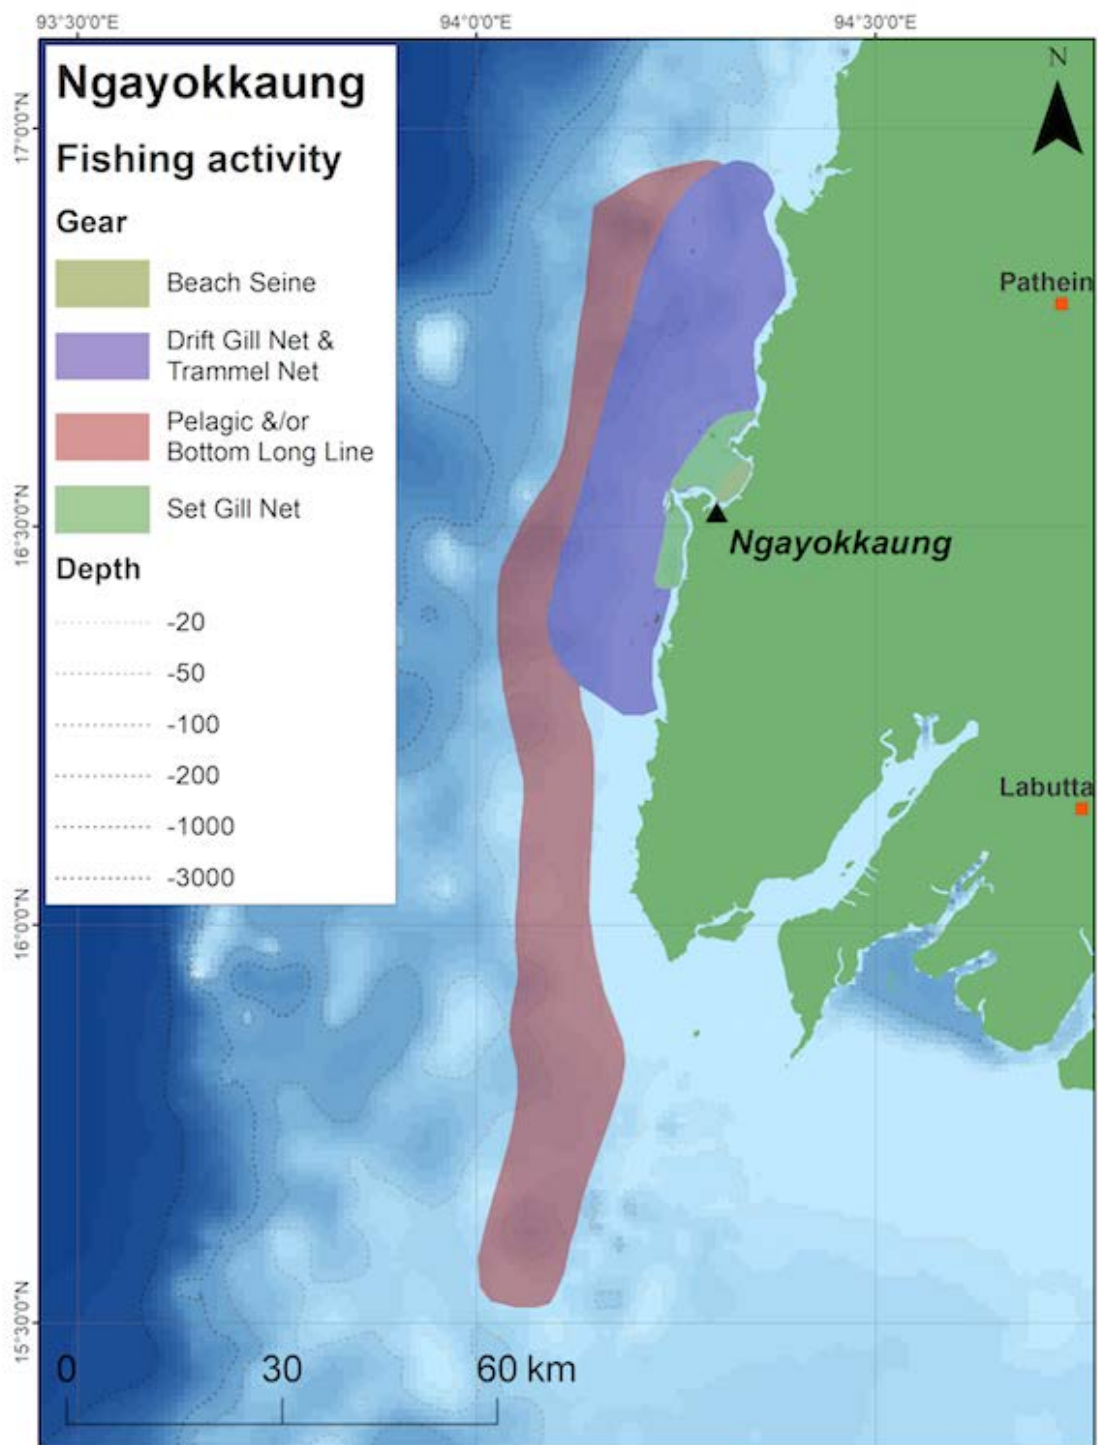 93°30'0"E
94°0'0"E
94°30'0"E
Ngayokkaung
Fishing activity
Gear
Beach Seine
Drift Gill Net &
Trammel Net
Pelagic &/or
Bottom Long Line
Set Gill Net
Depth
-20
-50
-100
-200
-1000
-3000
N
17°0'0"N
Pathein
16°30'0"N
Ngayokkaung
Labutta
16°0'0"N
15°30'0"N
0 30 60 km